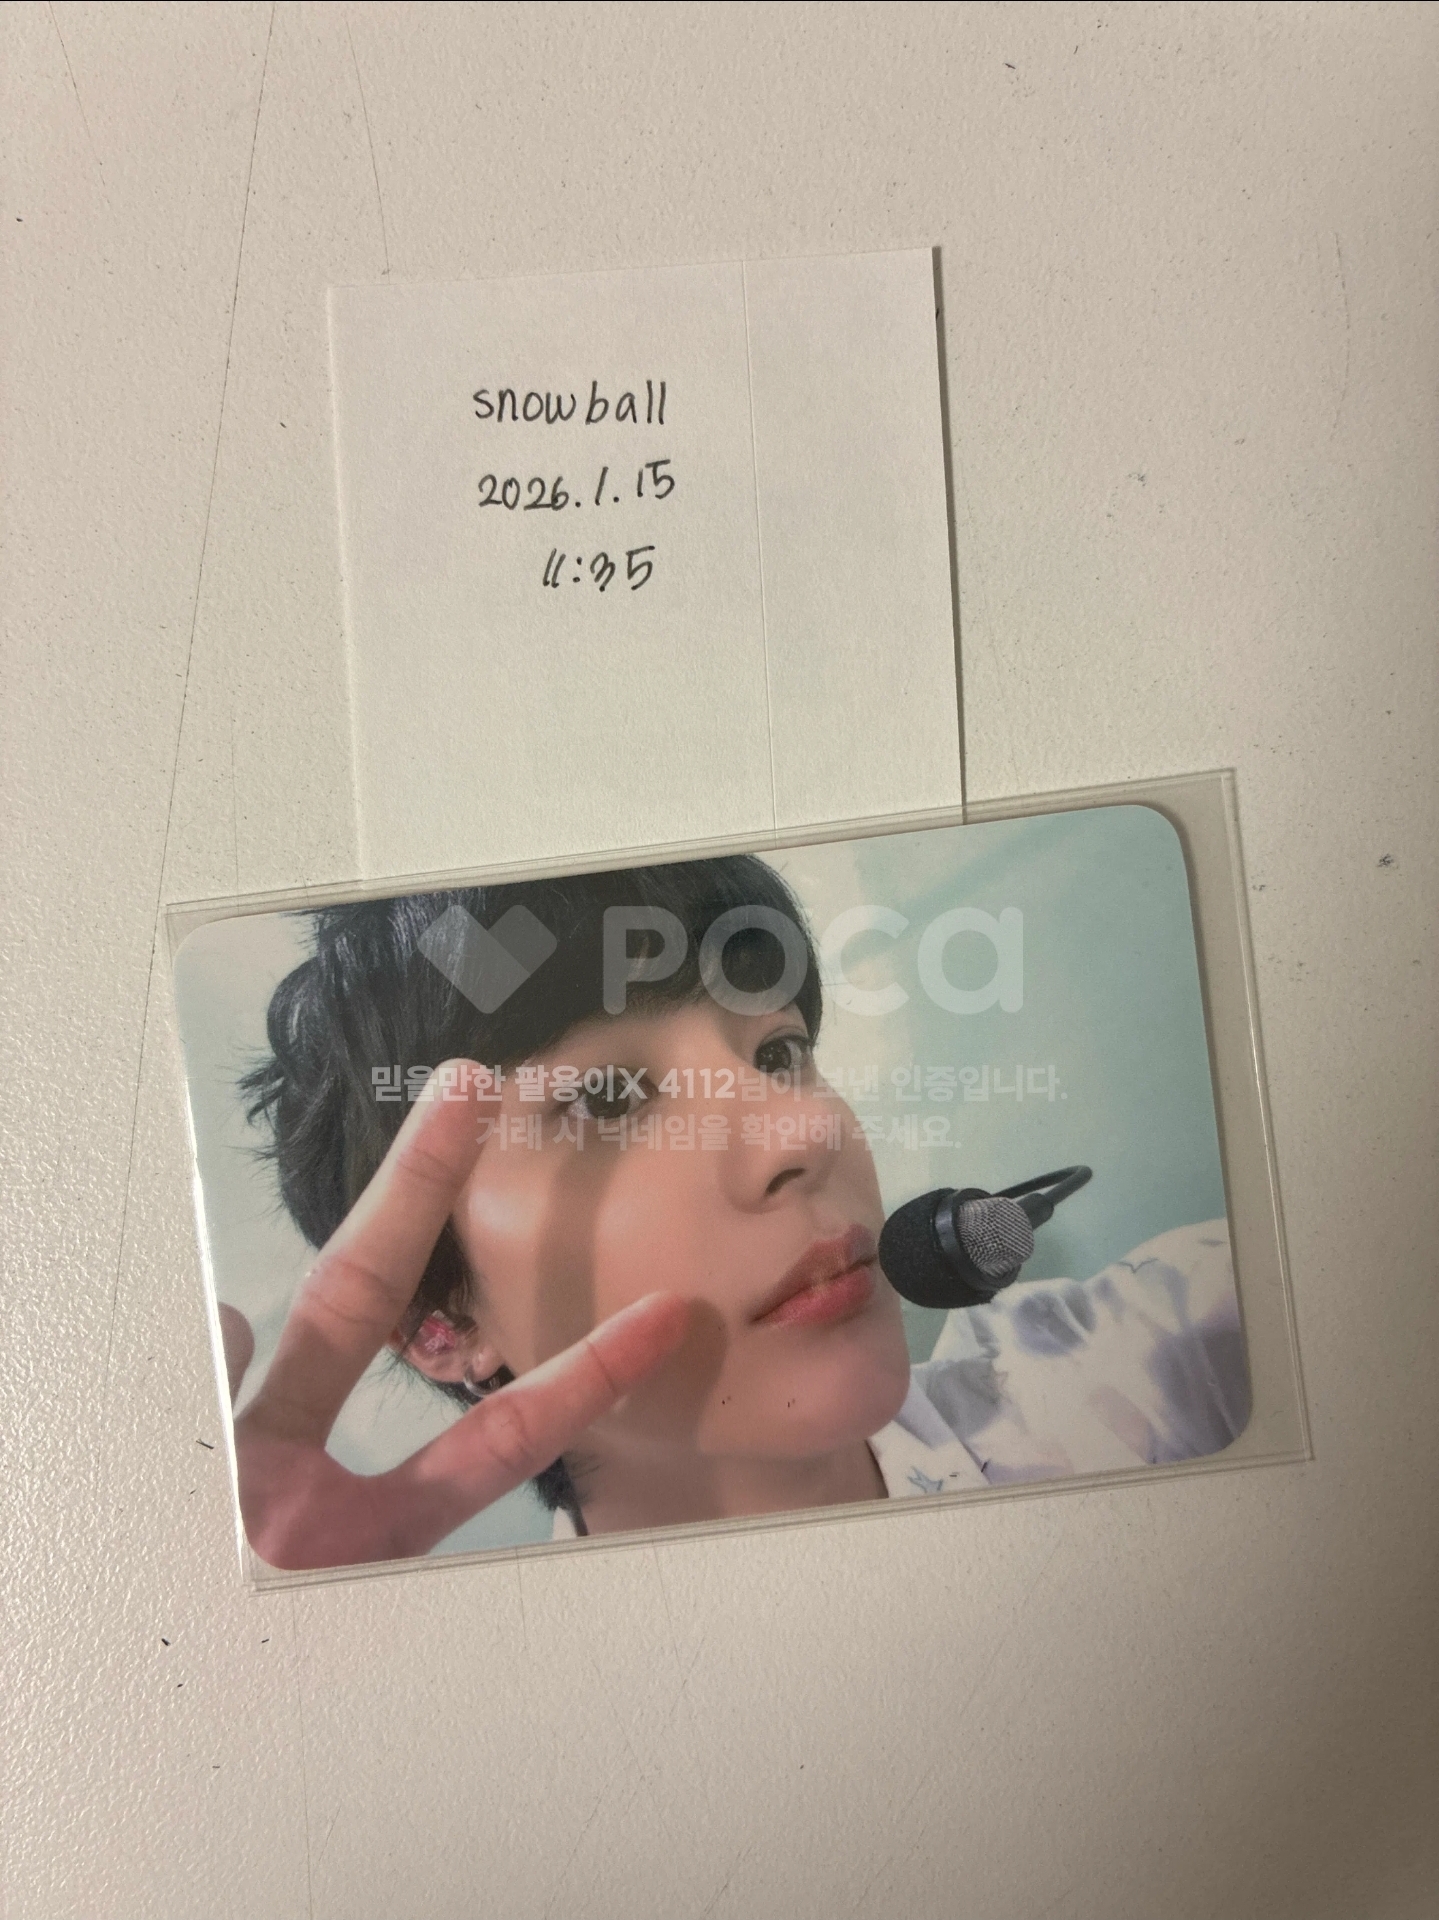 snowball
2026.1.15
11:35
poca
믿을만한 팔용이X 4112님이 보낸 인증입니다.
거래 시 닉네임을 확인해 주세요.